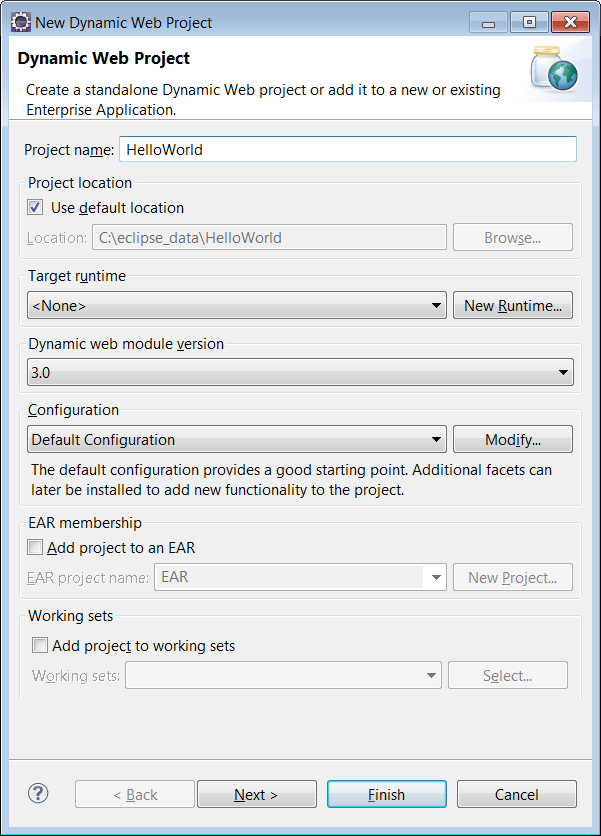 New Dynamic Web Project
Dynamic Web Project
Create a standalone Dynamic Web project or add it to a new or existing
Enterprise Application.
Project name: HelloWorld
Project location
Use default location
Location: C:\eclipse_data\HelloWorld Browse...
Target runtime
<None> New Runtime...
Dynamic web module version
3.0
Configuration
Default Configuration Modify...
The default configuration provides a good starting point. Additional facets can
later be installed to add new functionality to the project.
EAR membership
Add project to an EAR
EAR project name: EAR New Project...
Working sets
Add project to working sets
Working sets: Select...
? < Back Next > Finish Cancel